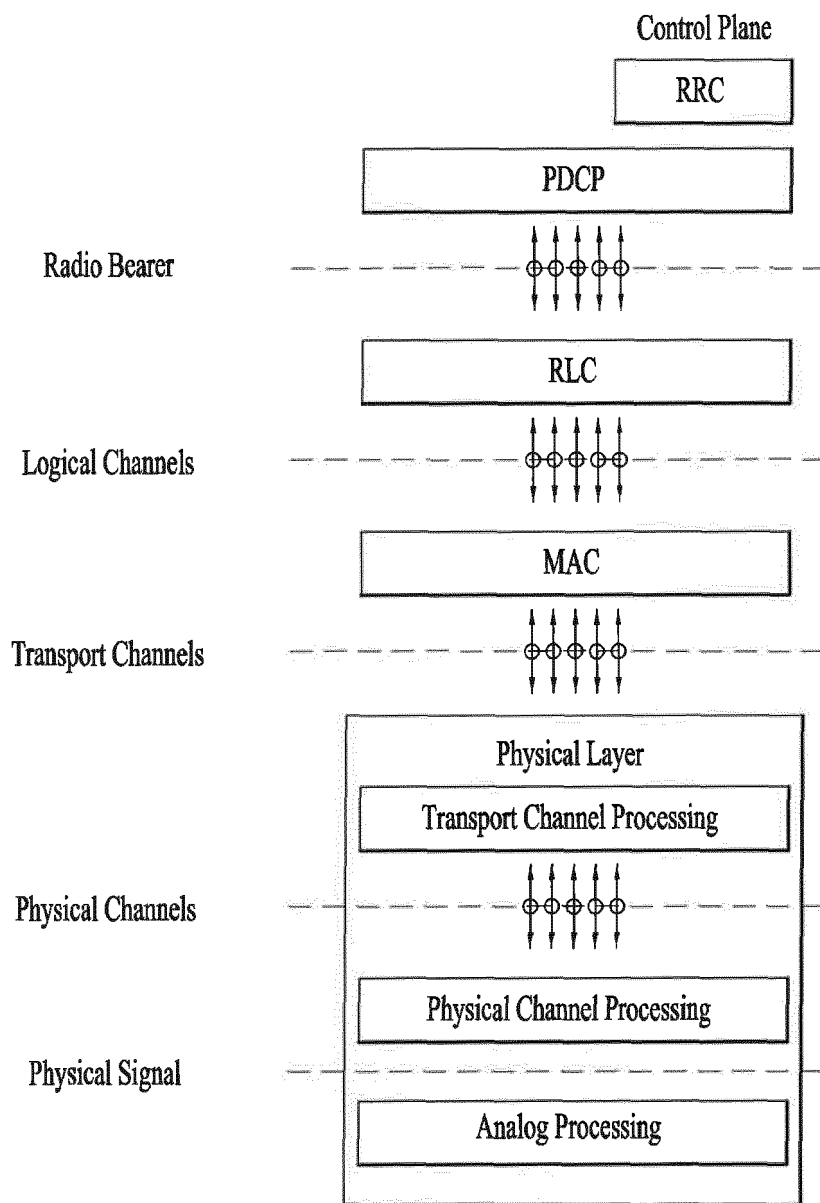 Control Plane
RRC
PDCP
Radio Bearer
RLC
Logical Channels
MAC
Transport Channels
Physical Layer
Transport Channel Processing
Physical Channels
Physical Channel Processing
Physical Signal
Analog Processing